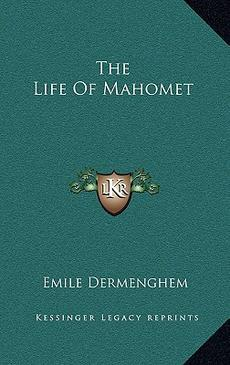 The
Life Of Mahomet
LKR
Emile Dermenghem
Kessinger Legacy Reprints